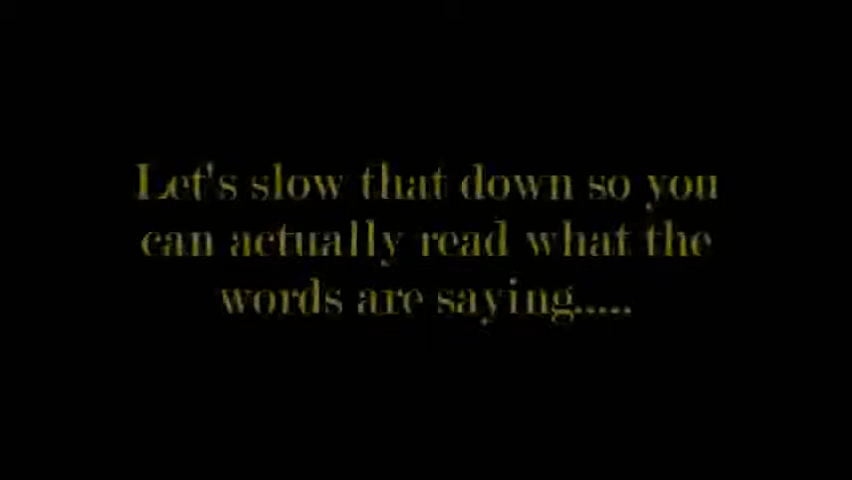 Let's slow that down so you
can actually read what the
words are saying.....